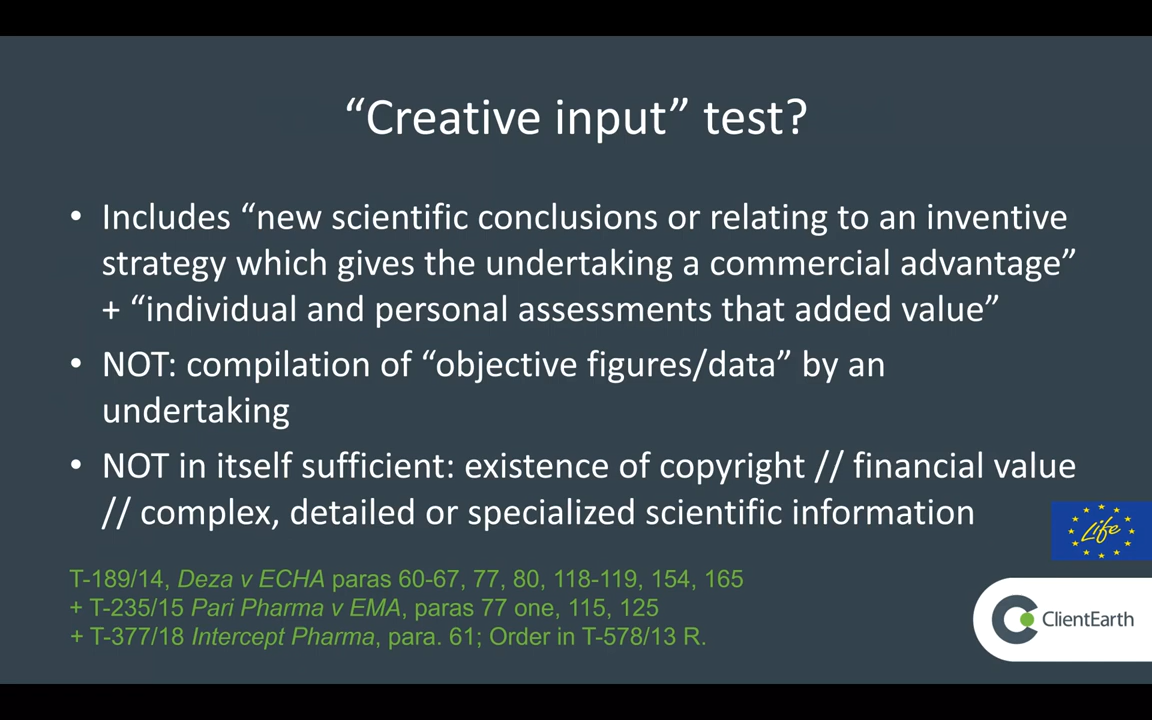 “Creative input” test?
• Includes “new scientific conclusions or relating to an inventive
strategy which gives the undertaking a commercial advantage”
+ “individual and personal assessments that added value”
• NOT: compilation of “objective figures/data” by an
undertaking
• NOT in itself sufficient: existence of copyright // financial value
// complex, detailed or specialized scientific information
Life
T-189/14, Deza v ECHA paras 60-67, 77, 80, 118-119, 154, 165
+ T-235/15 Pari Pharma v EMA, paras 77 one, 115, 125
ClientEarth
+ T-377/18 Intercept Pharma, para. 61; Order in T-578/13 R.